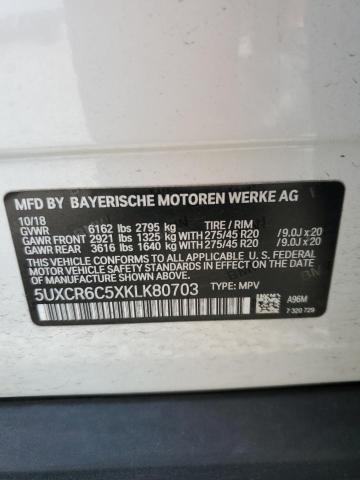 MFD BY BAYERISCHE MOTOREN WERKE AG
10/18
GVWR 6162 lbs 2795 kg TIRE / RIM
GAWR FRONT 2921 lbs 1325 kg WITH 275/45 R20 /9.0J x 20
GAWR REAR 3616 lbs 1640 kg WITH 275/45 R20 /9.0J x 20
THIS VEHICLE CONFORMS TO ALL APPLICABLE U.S. FEDERAL
MOTOR VEHICLE SAFETY STANDARDS IN EFFECT ON THE
DATE OF MANUFACTURE SHOWN ABOVE.
5UXCR6C5XKLK80703 TYPE: MPV A96M
7 320 729